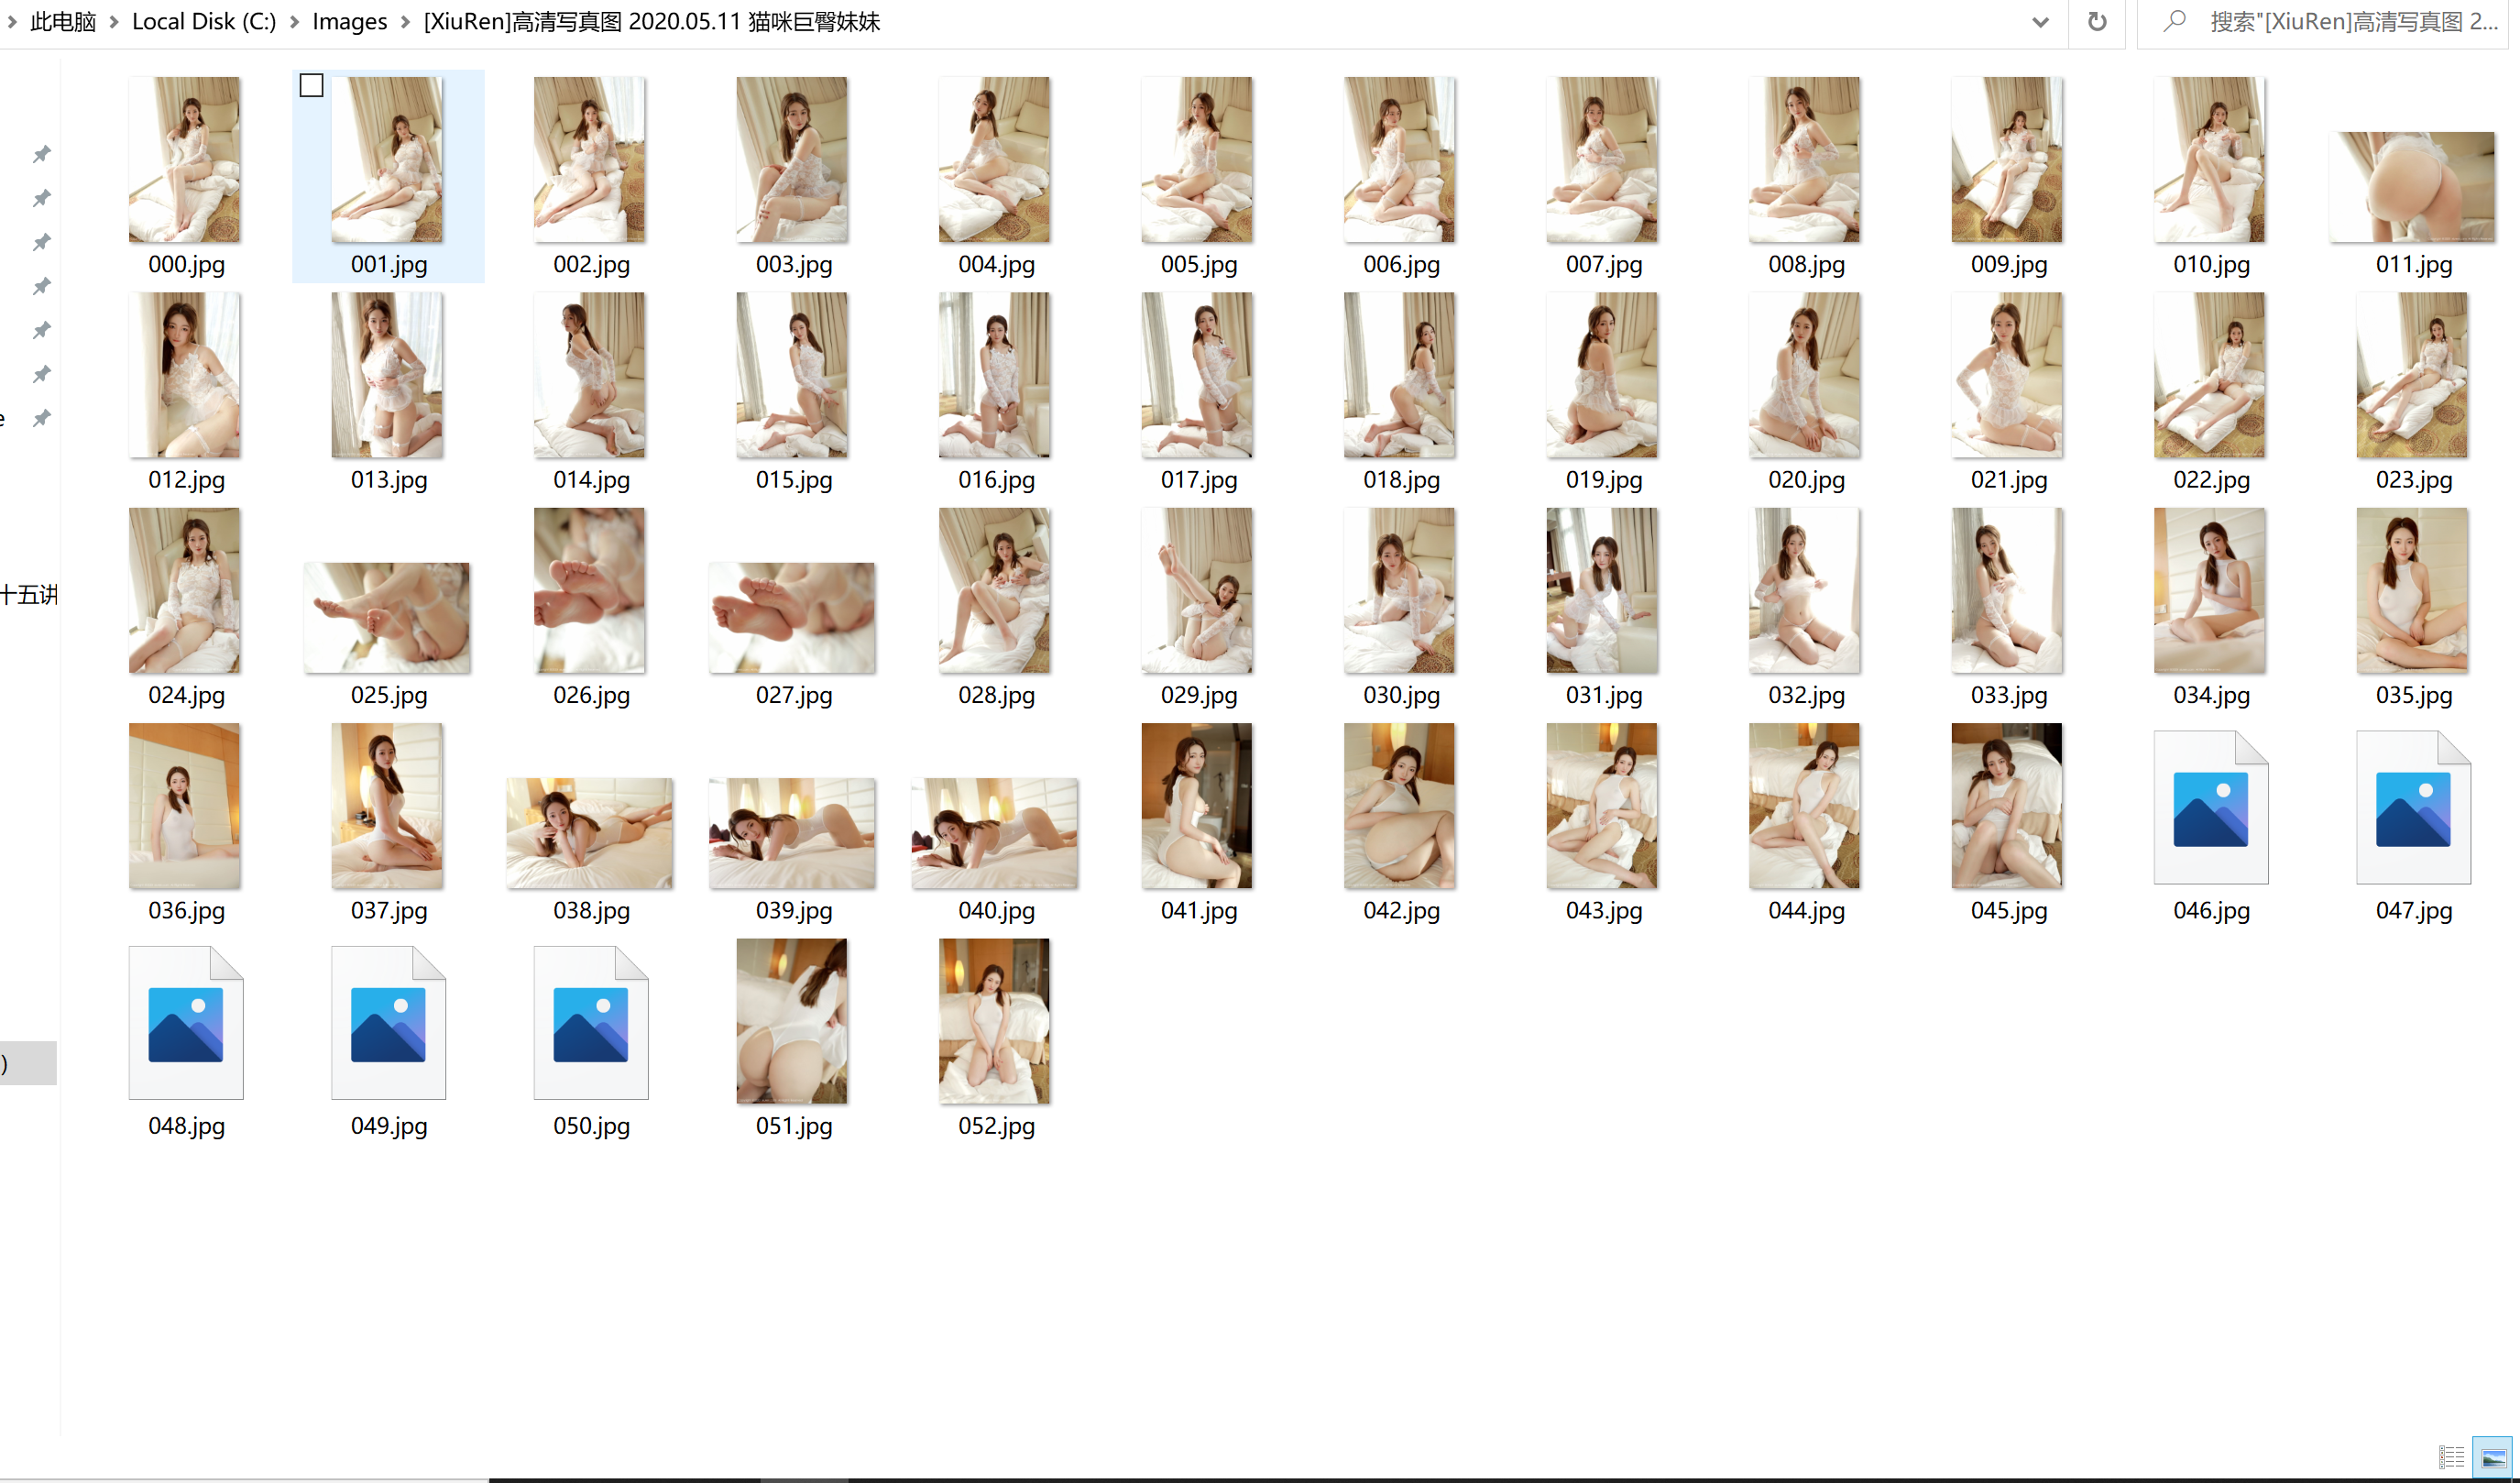 此电脑 > Local Disk (C:) > Images > [XiuRen]高清写真图 2020.05.11 猫咪巨臀妹妹
搜索"[XiuRen]高清写真图 2...
000.jpg 001.jpg 002.jpg 003.jpg 004.jpg 005.jpg 006.jpg 007.jpg 008.jpg 009.jpg 010.jpg 011.jpg
012.jpg 013.jpg 014.jpg 015.jpg 016.jpg 017.jpg 018.jpg 019.jpg 020.jpg 021.jpg 022.jpg 023.jpg
e
十五讲
024.jpg 025.jpg 026.jpg 027.jpg 028.jpg 029.jpg 030.jpg 031.jpg 032.jpg 033.jpg 034.jpg 035.jpg
036.jpg 037.jpg 038.jpg 039.jpg 040.jpg 041.jpg 042.jpg 043.jpg 044.jpg 045.jpg 046.jpg 047.jpg
)
048.jpg 049.jpg 050.jpg 051.jpg 052.jpg